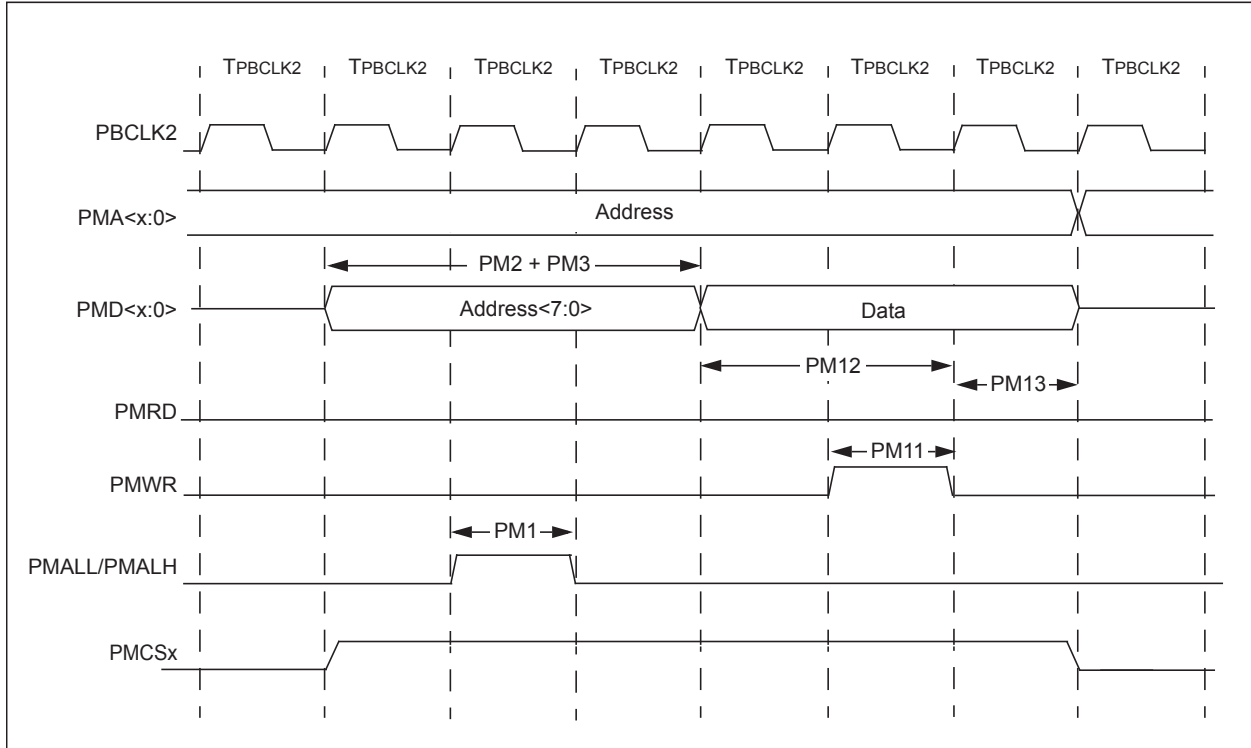 TPBCLK2 TPBCLK2 TPBCLK2 TPBCLK2 TPBCLK2 TPBCLK2 TPBCLK2 TPBCLK2
PBCLK2
PMA<x:0>
Address
PM2 + PM3
PMD<x:0>
Address<7:0>
Data
PM12
PM13
PMRD
PM11
PMWR
PM1
PMALL/PMALH
PMCSx